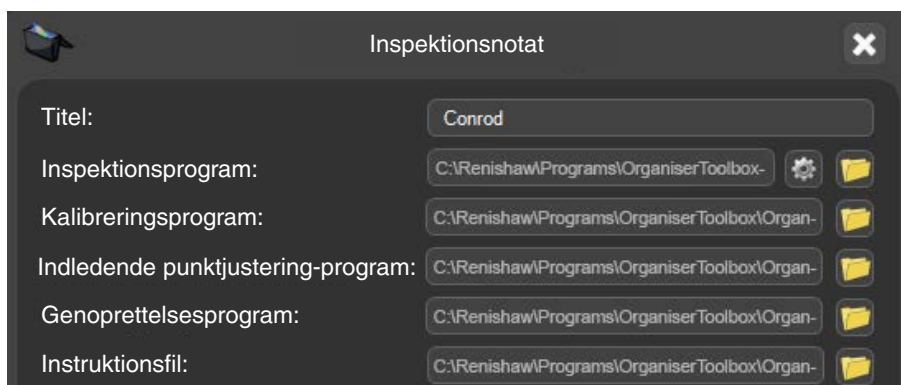 Inspektionsnotat
Titel: Conrod
Inspektionsprogram: C:\Renishaw\Programs\OrganiserToolbox-
Kalibreringsprogram: C:\Renishaw\Programs\OrganiserToolbox\Organ-
Indledende punktjustering-program: C:\Renishaw\Programs\OrganiserToolbox\Organ-
Genoprettelsesprogram: C:\Renishaw\Programs\OrganiserToolbox\Organ-
Instruktionsfil: C:\Renishaw\Programs\OrganiserToolbox\Organ-